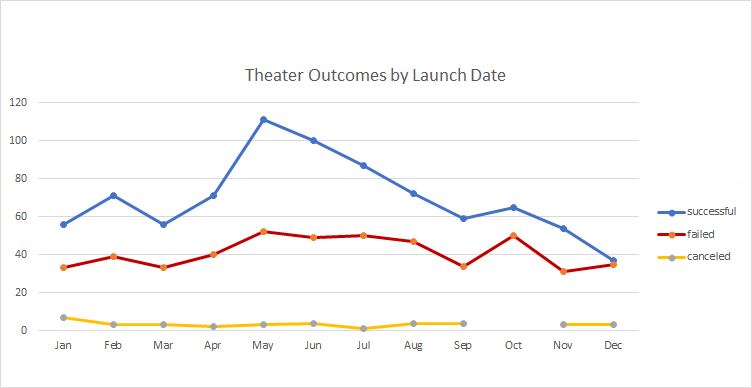 Theater Outcomes by Launch Date
120
100
80
60
40
20
0
Jan Feb Mar Apr May Jun Jul Aug Sep Oct Nov Dec
successful
failed
canceled